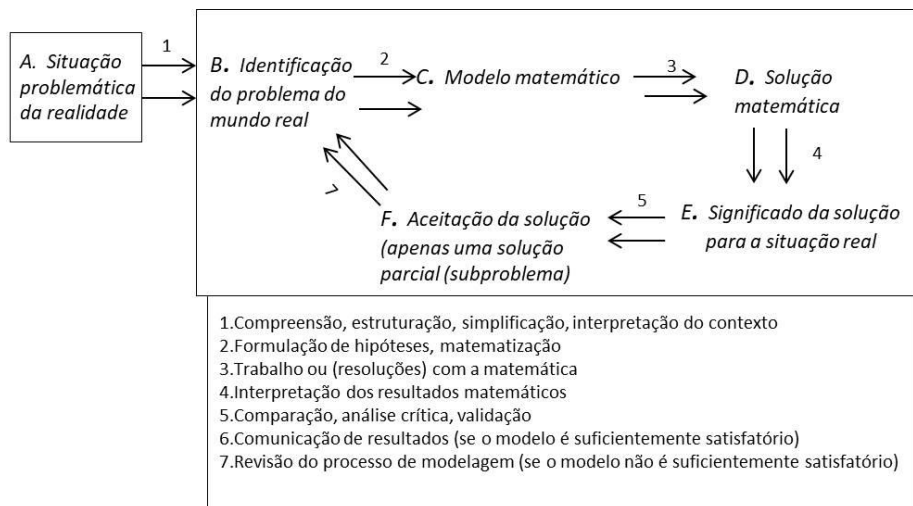 1
A. Situação
problemática
da realidade
B. Identificação
do problema do
mundo real
2
C. Modelo matemático
3
D. Solução
matemática
4
E. Significado da solução
para a situação real
5
F. Aceitação da solução
(apenas uma solução
parcial (subproblema)
7
1.Compreensão, estruturação, simplificação, interpretação do contexto
2.Formulação de hipóteses, matematização
3.Trabalho ou (resoluções) com a matemática
4.Interpretação dos resultados matemáticos
5.Comparação, análise crítica, validação
6.Comunicação de resultados (se o modelo é suficientemente satisfatório)
7.Revisão do processo de modelagem (se o modelo não é suficientemente satisfatório)